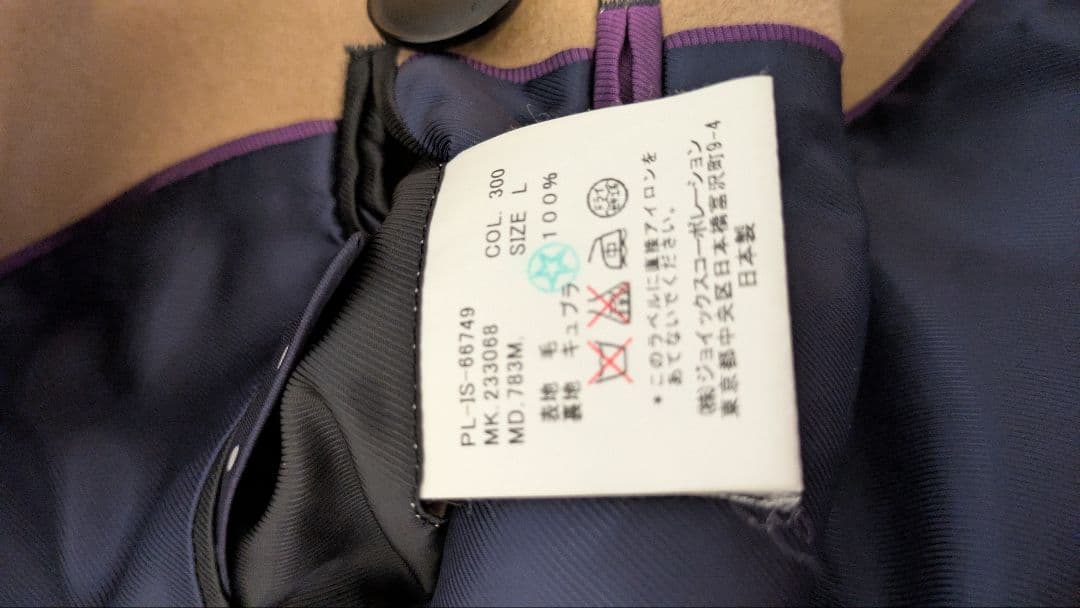 PL-IS-66749
MK. 233068 COL. 300
MD. 783M. SIZE L
表地 毛 100%
裏地 キュプラ
* このラベルに直接アイロンを
あてないでください。
(株)ジョイックスコーポレーション
東京都中央区日本橋富沢町9-4
日本製